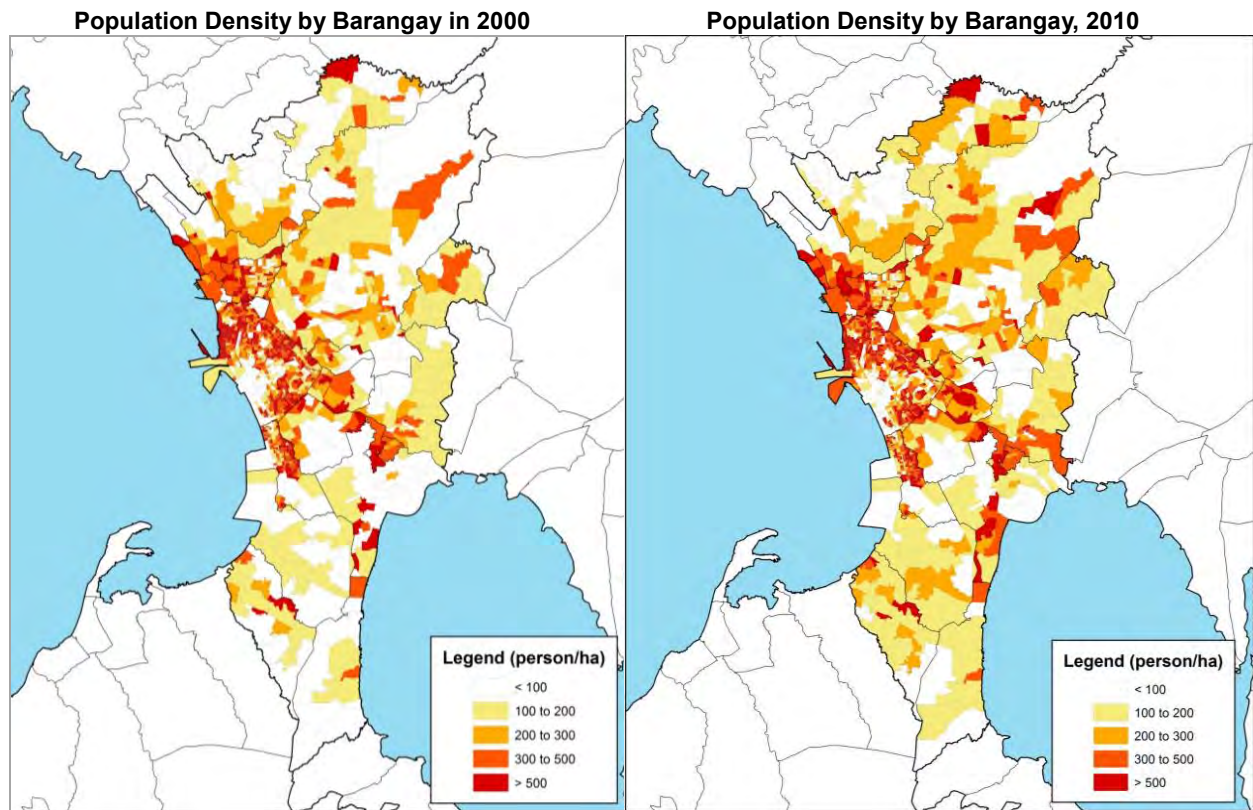 Population Density by Barangay in 2000
Population Density by Barangay, 2010
Legend (person/ha)
< 100
100 to 200
200 to 300
300 to 500
> 500
Legend (person/ha)
< 100
100 to 200
200 to 300
300 to 500
> 500